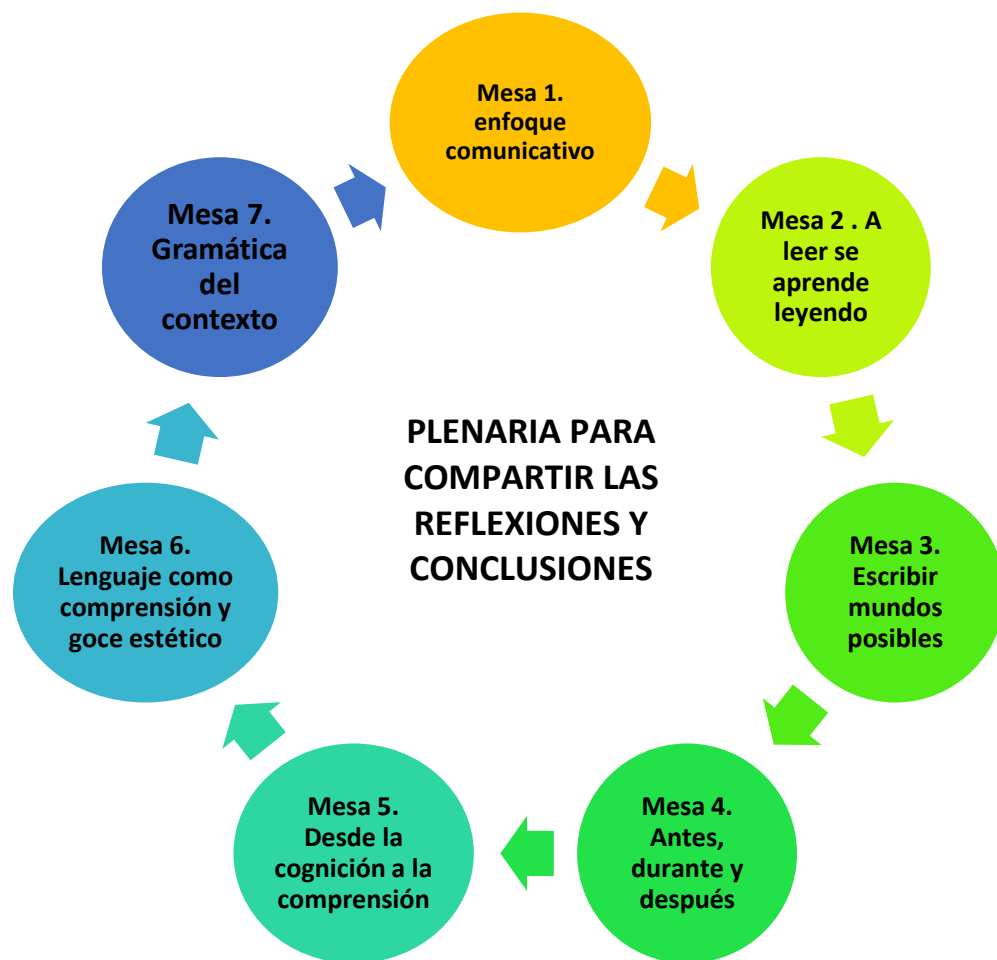 Mesa 1.
enfoque
comunicativo
Mesa 2 . A
leer se
aprende
leyendo
Mesa 3.
Escribir
mundos
posibles
Mesa 4.
Antes,
durante y
después
Mesa 5.
Desde la
cognición a la
comprensión
Mesa 6.
Lenguaje como
comprensión y
goce estético
Mesa 7.
Gramática
del
contexto
PLENARIA PARA
COMPARTIR LAS
REFLEXIONES Y
CONCLUSIONES